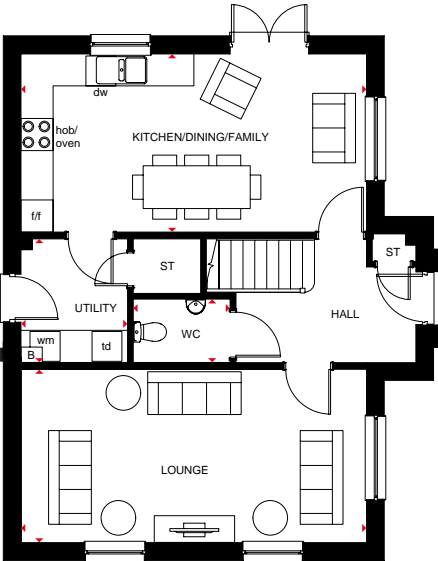 dw
hob/
oven
KITCHEN/DINING/FAMILY
f/f
ST
ST
UTILITY
HALL
WC
wm
td
B
LOUNGE